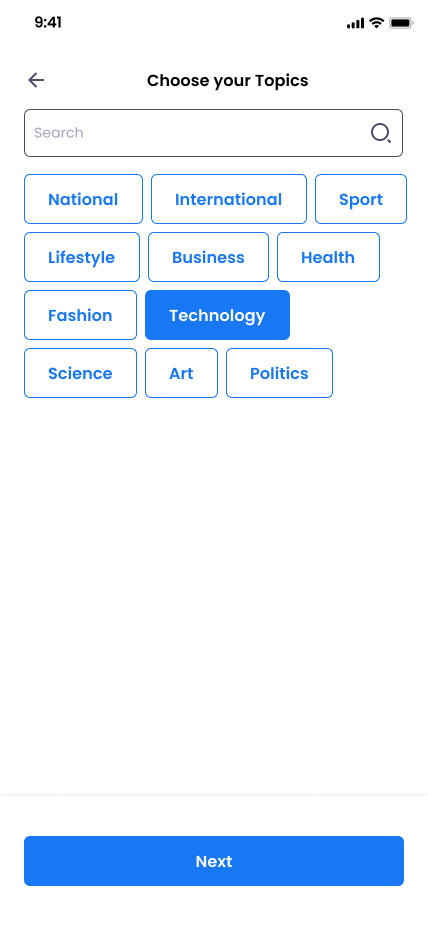 9:41
Choose your Topics
Search
National International Sport
Lifestyle Business Health
Fashion Technology
Science Art Politics
Next